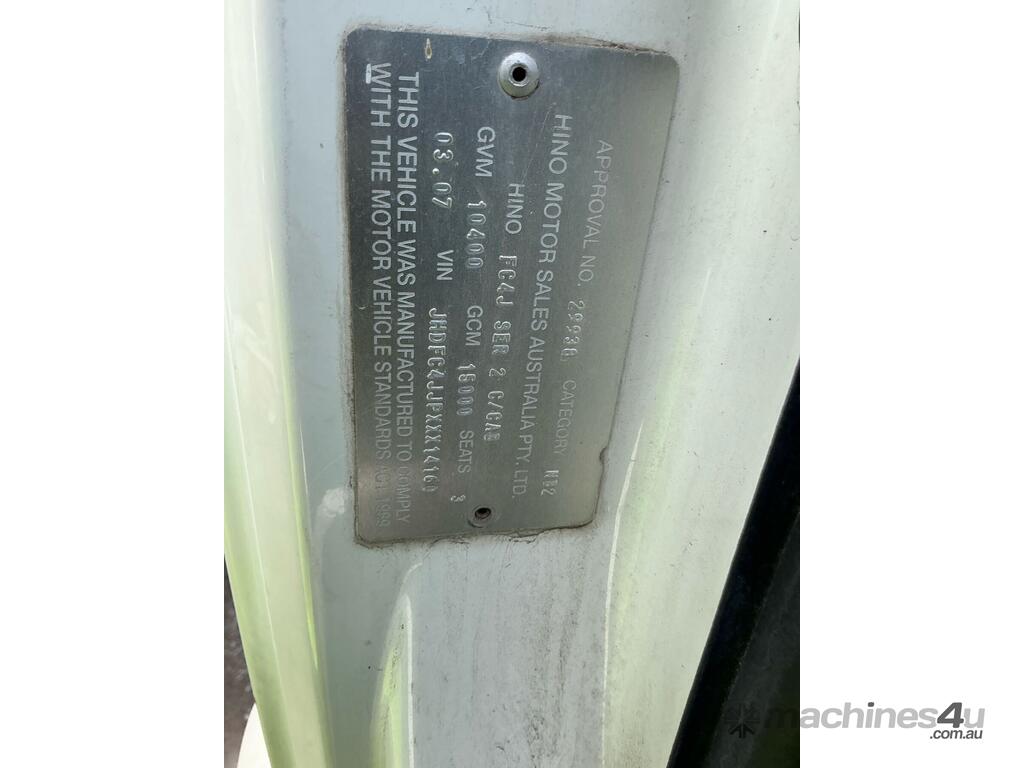 APPROVAL NO. 29936 CATEGORY NB2
HINO MOTOR SALES AUSTRALIA PTY. LTD.
HINO FC4J SER 2 C/CAB
GVM 10400 GCM 16000 SEATS 3
03.07 VIN JHDFC4JJPXXX14160
THIS VEHICLE WAS MANUFACTURED TO COMPLY
WITH THE MOTOR VEHICLE STANDARDS ACT 1989
machines4u
.com.au